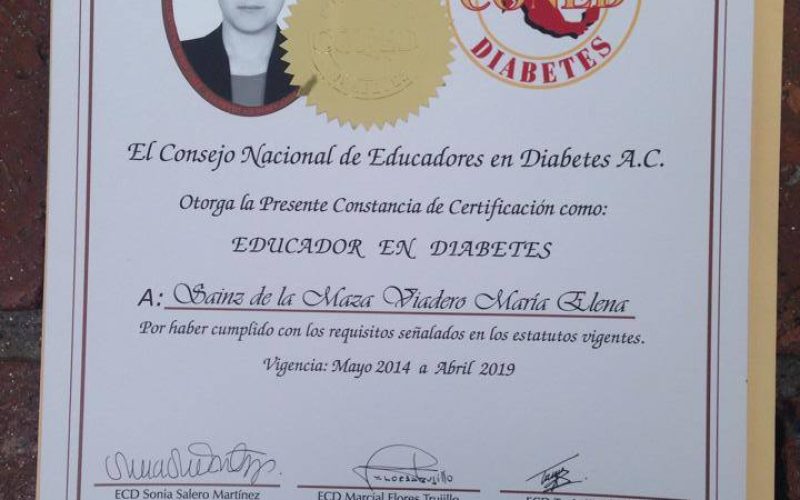 CONED
DIABETES
El Consejo Nacional de Educadores en Diabetes A.C.
Otorga la Presente Constancia de Certificación como:
EDUCADOR EN DIABETES
A: Sainz de la Maza Viadero María Elena
Por haber cumplido con los requisitos señalados en los estatutos vigentes.
Vigencia: Mayo 2014 a Abril 2019
ECD Sonia Salero Martínez
ECD Marcial Flores Trujillo